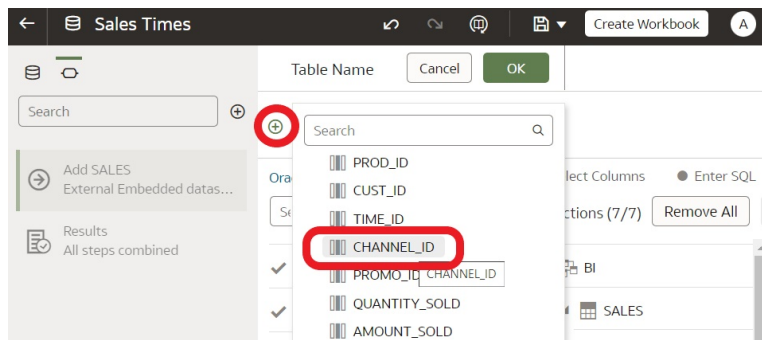 Sales Times
Create Workbook
A
Table Name
Cancel
OK
Search
Add SALES
External Embedded datas...
Results
All steps combined
Search
PROD_ID
CUST_ID
TIME_ID
CHANNEL_ID
PROMO_ID
CHANNEL_ID
QUANTITY_SOLD
AMOUNT_SOLD
Ora
Se
lect Columns
Enter SQL
ctions (7/7)
Remove All
BI
SALES